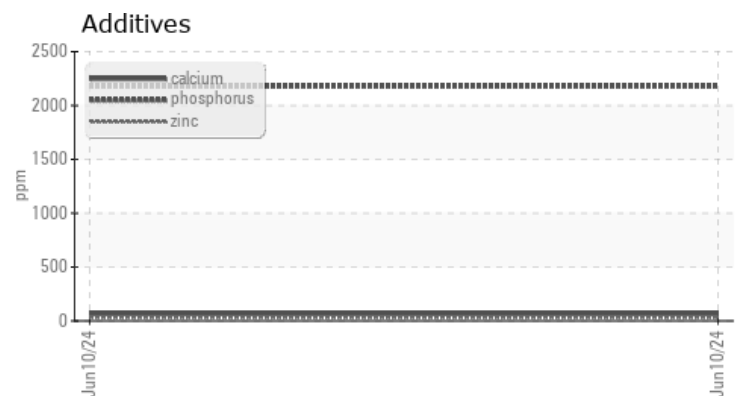 Additives
2500
2000
1500
1000
500
0
ppm
calcium
phosphorus
zinc
Jun10/24
Jun10/24